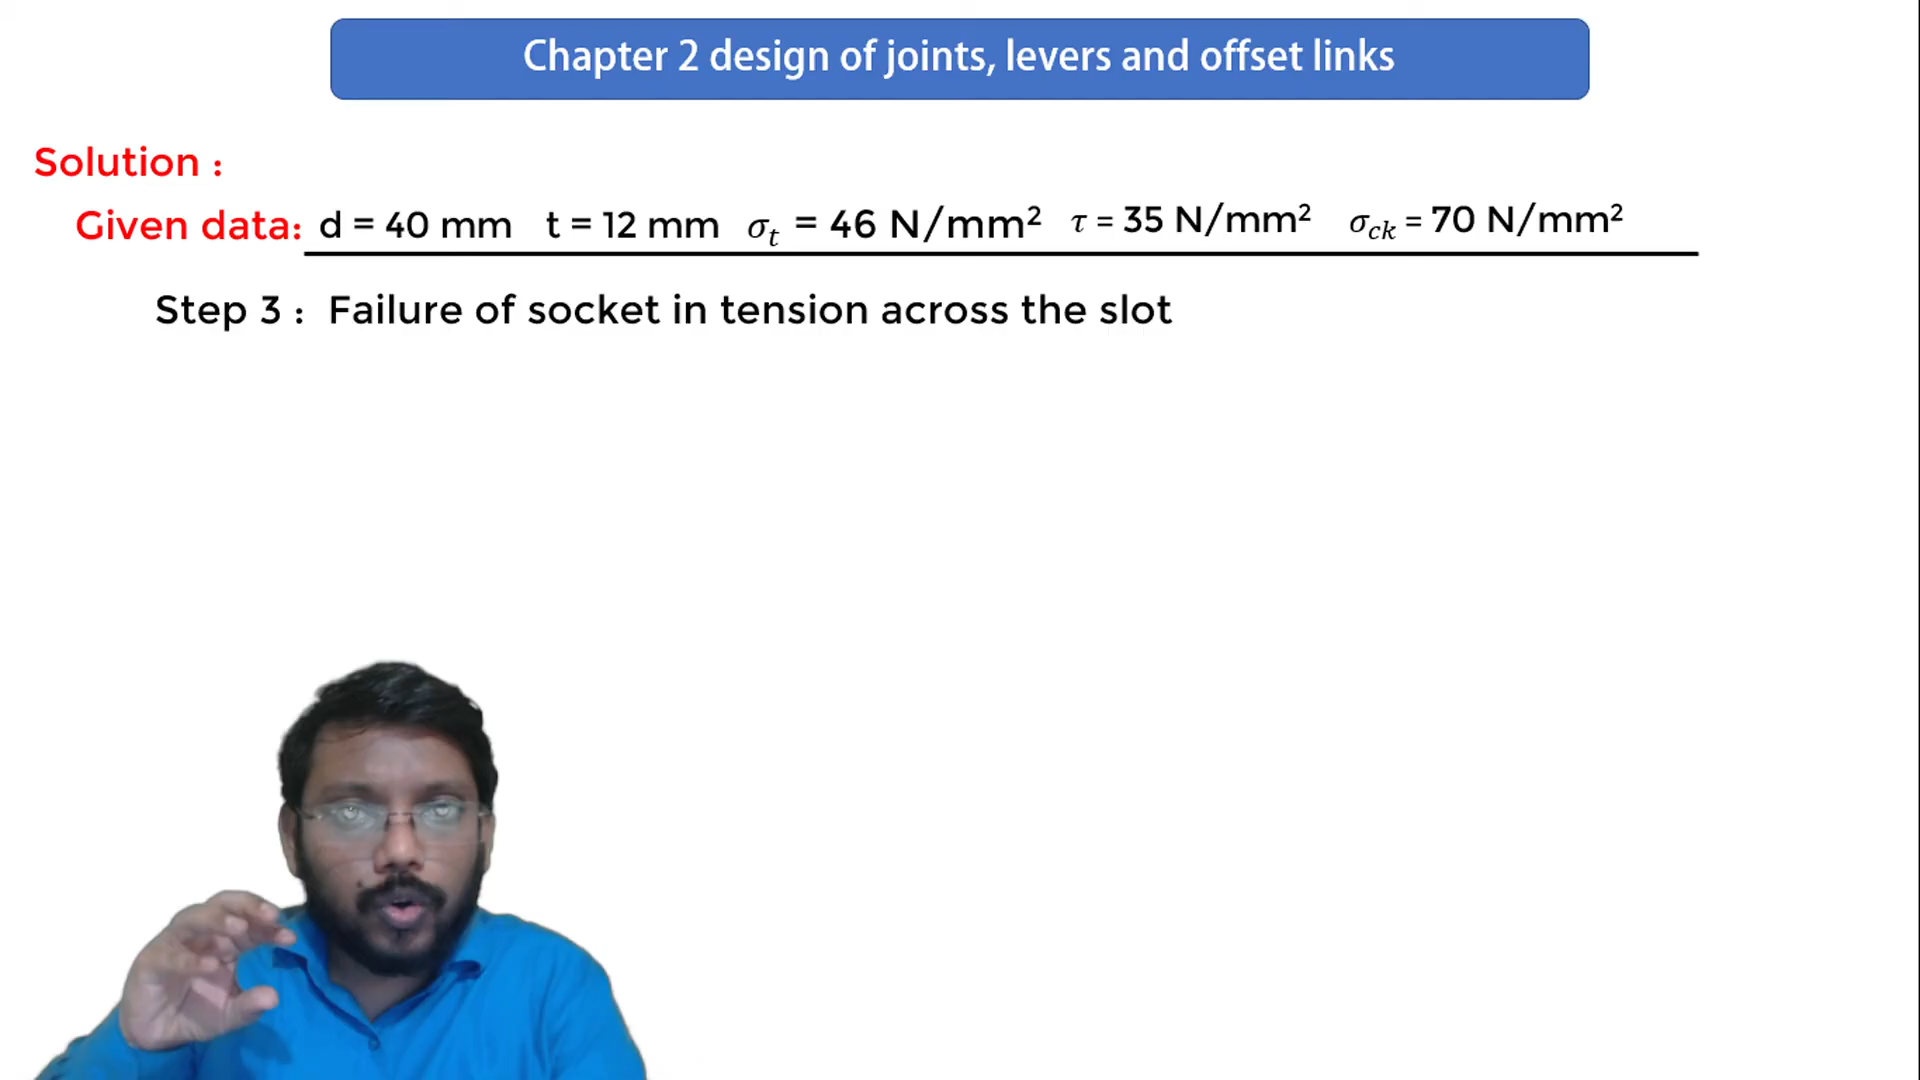 Chapter 2 design of joints, levers and offset links
Solution :
Given data: d = 40 mm t = 12 mm σₜ = 46 N/mm² τ = 35 N/mm² σ_ck = 70 N/mm²
Step 3 : Failure of socket in tension across the slot